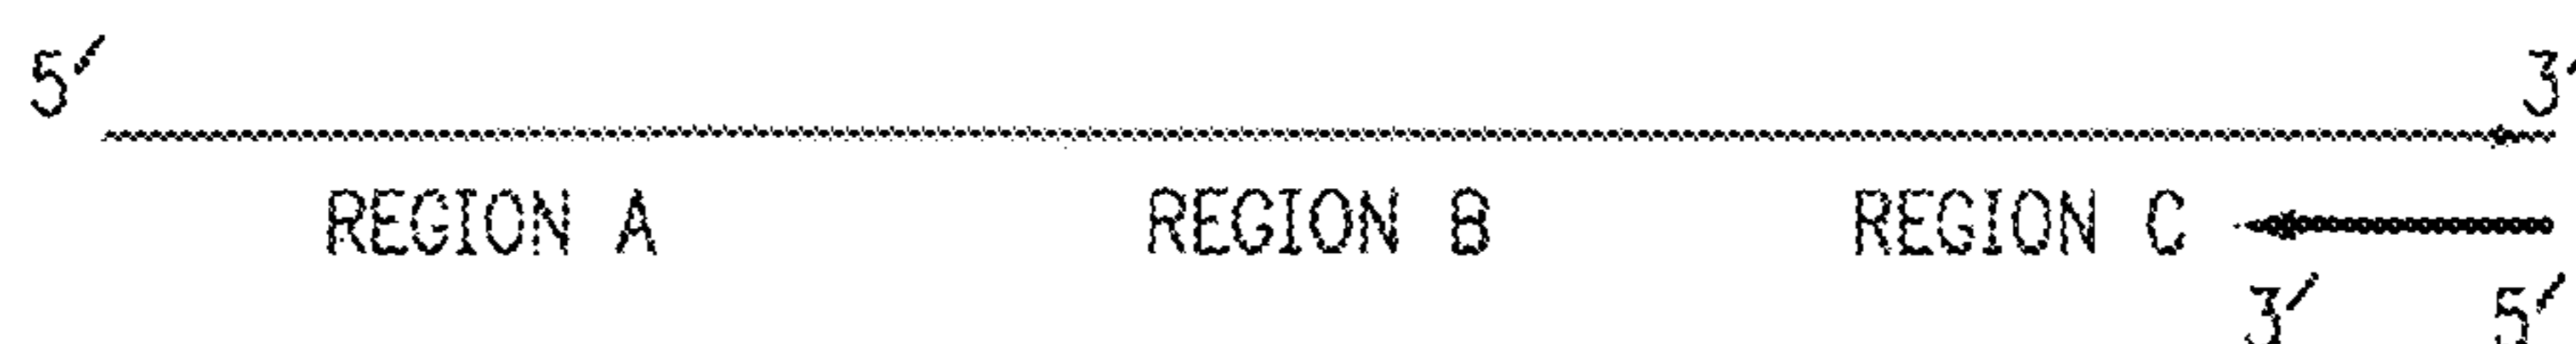 5′ 3′
REGION A REGION B REGION C
3′ 5′